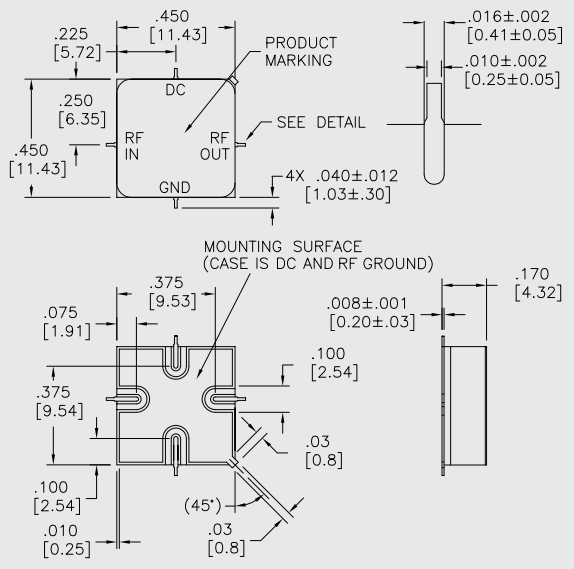 .450
[11.43]
.225
[5.72]
PRODUCT
MARKING
.016±.002
[0.41±0.05]
.010±.002
[0.25±0.05]
DC
.250
[6.35]
.450
[11.43]
RF
IN
RF
OUT
SEE DETAIL
GND
4X .040±.012
[1.03±.30]
MOUNTING SURFACE
(CASE IS DC AND RF GROUND)
.375
[9.53]
.075
[1.91]
.170
[4.32]
.008±.001
[0.20±.03]
.100
[2.54]
.375
[9.54]
.03
[0.8]
.100
[2.54]
(45°)
.010
[0.25]
.03
[0.8]